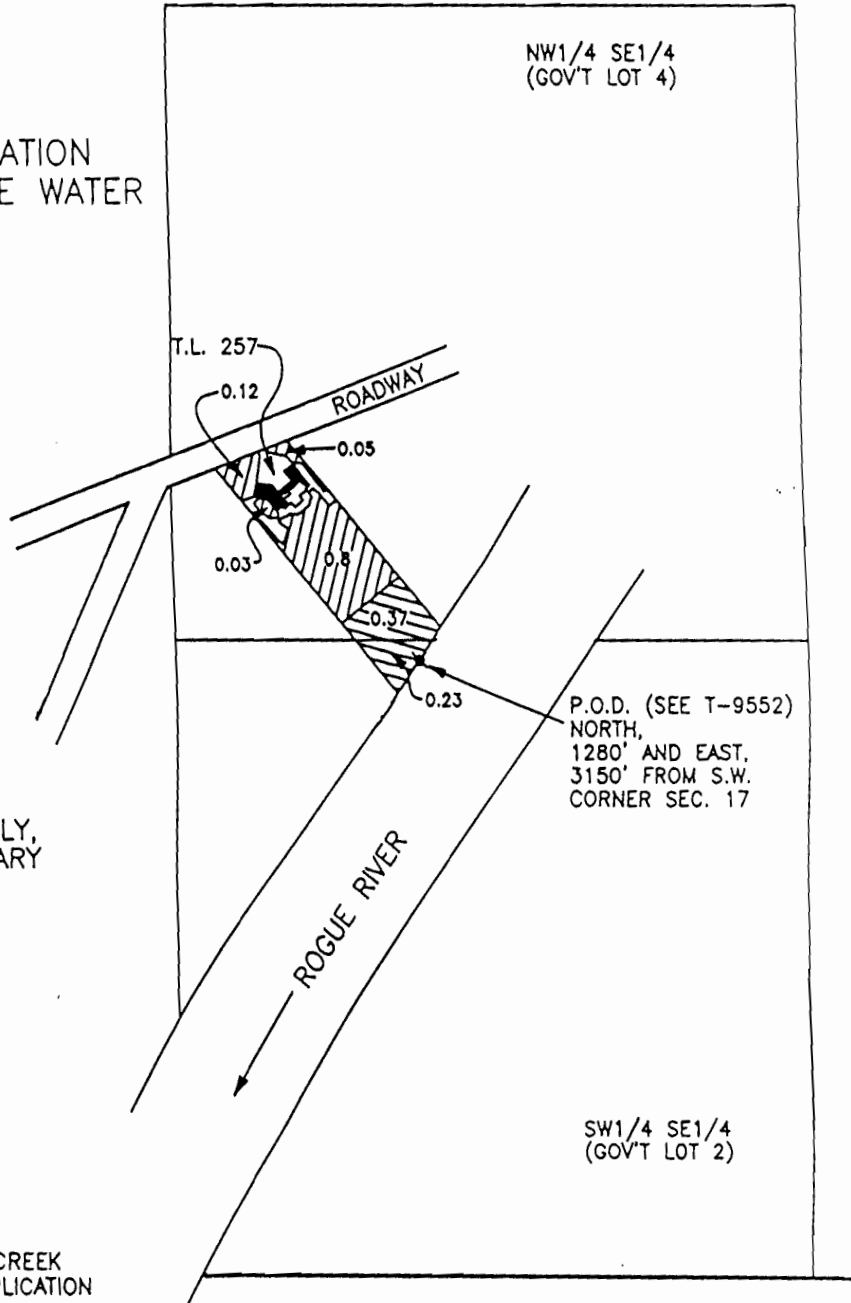 NW1/4 SE1/4
(GOV'T LOT 4)
ATION
E WATER
T.L. 257
0.12
ROADWAY
0.05
0.03
0.8
0.37
0.23
P.O.D. (SEE T-9552)
NORTH,
1280' AND EAST,
3150' FROM S.W.
CORNER SEC. 17
LY,
ARY
ROGUE RIVER
SW1/4 SE1/4
(GOV'T LOT 2)
CREEK
PLICATION